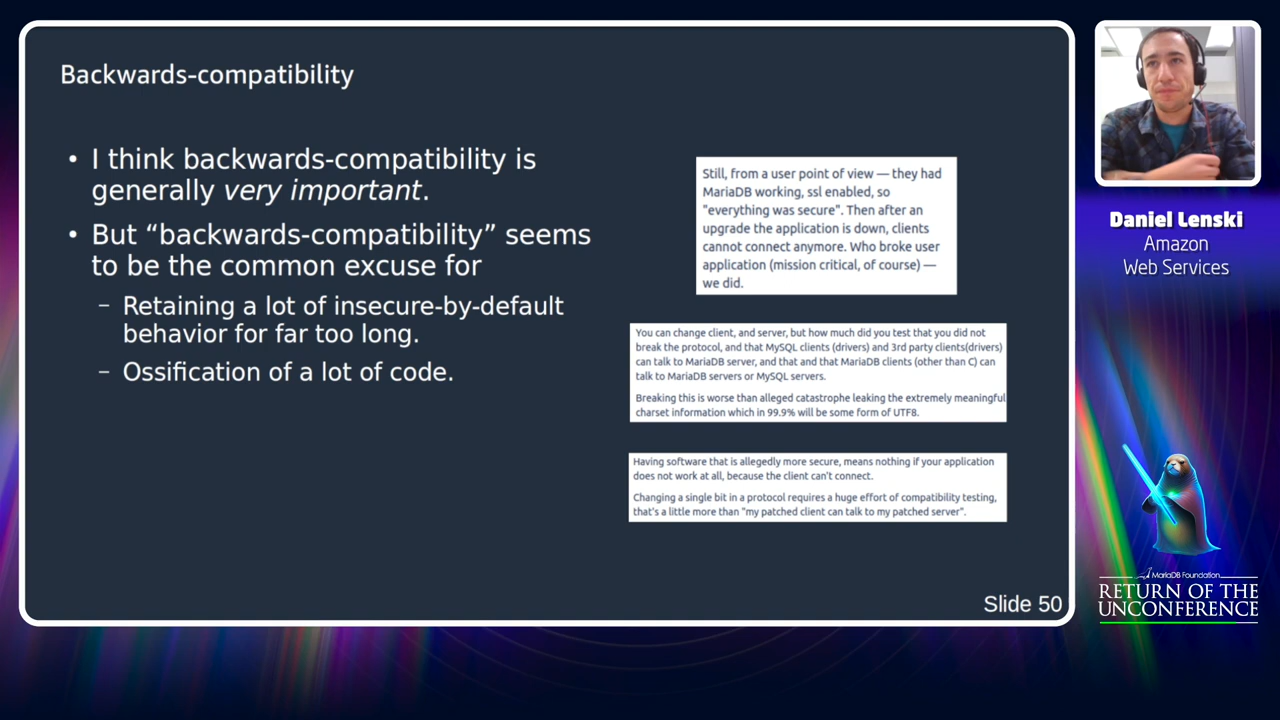 Backwards-compatibility
• I think backwards-compatibility is
generally very important.
• But “backwards-compatibility” seems
to be the common excuse for
– Retaining a lot of insecure-by-default
behavior for far too long.
– Ossification of a lot of code.
Still, from a user point of view — they had
MariaDB working, ssl enabled, so
"everything was secure". Then after an
upgrade the application is down, clients
cannot connect anymore. Who broke user
application (mission critical, of course) —
we did.
You can change client, and server, but how much did you test that you did not
break the protocol, and that MySQL clients (drivers) and 3rd party clients(drivers)
can talk to MariaDB server, and that and that MariaDB clients (other than C) can
talk to MariaDB servers or MySQL servers.
Breaking this is worse than alleged catastrophe leaking the extremely meaningful
charset information which in 99.9% will be some form of UTF8.
Having software that is allegedly more secure, means nothing if your application
does not work at all, because the client can't connect.
Changing a single bit in a protocol requires a huge effort of compatibility testing,
that's a little more than "my patched client can talk to my patched server".
Slide 50
Daniel Lenski
Amazon
Web Services
MariaDB Foundation
RETURN OF THE
UNCONFERENCE